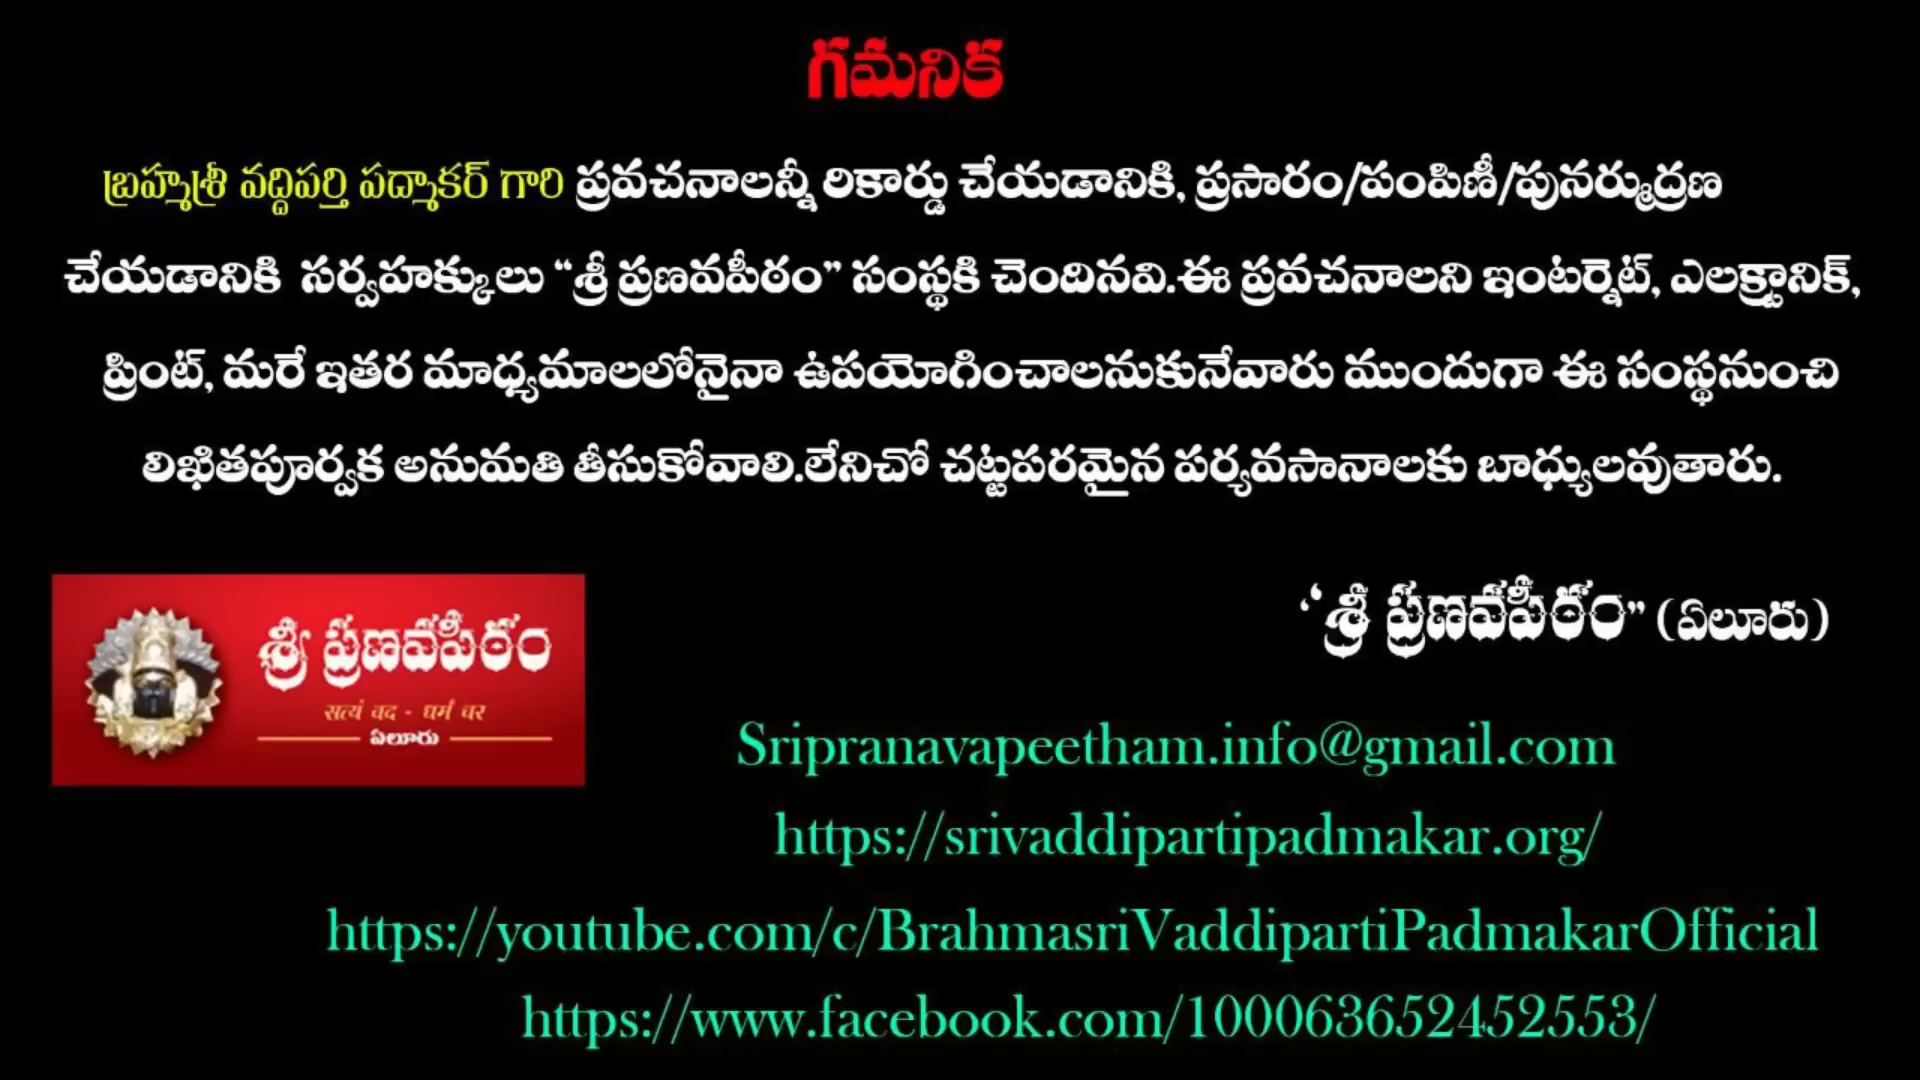 గమనిక
బ్రహ్మశ్రీ వద్దిపర్తి పద్మాకర్ గారి ప్రవచనాలన్నీ రికార్డు చేయడానికి, ప్రసారం/పంపిణీ/పునర్ముద్రణ
చేయడానికి సర్వహక్కులు “శ్రీ ప్రణవపీఠం” సంస్థకి చెందినవి.ఈ ప్రవచనాలని ఇంటర్నెట్, ఎలక్ట్రానిక్,
ప్రింట్, మరే ఇతర మాధ్యమాలలోనైనా ఉపయోగించాలనుకునేవారు ముందుగా ఈ సంస్థనుంచి
లిఖితపూర్వక అనుమతి తీసుకోవాలి.లేనిచో చట్టపరమైన పర్యవసానాలకు బాధ్యులవుతారు.
“శ్రీ ప్రణవపీఠం” (ఏలూరు)
శ్రీ ప్రణవపీఠం
सत्यं वद - धर्मं चर
ఏలూరు
Sripranavapeetham.info@gmail.com
https://srivaddipartipadmakar.org/
https://youtube.com/c/BrahmasriVaddipartiPadmakarOfficial
https://www.facebook.com/100063652452553/